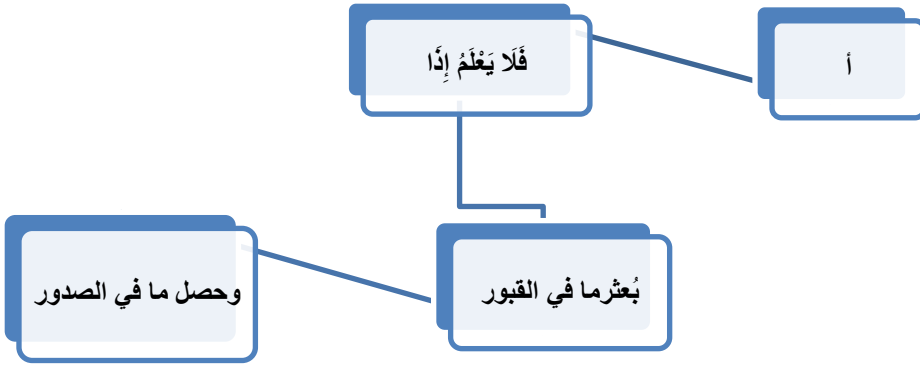 أ
فَلَا يَعْلَمُ إِذَا
بُعثرما في القبور
وحصل ما في الصدور